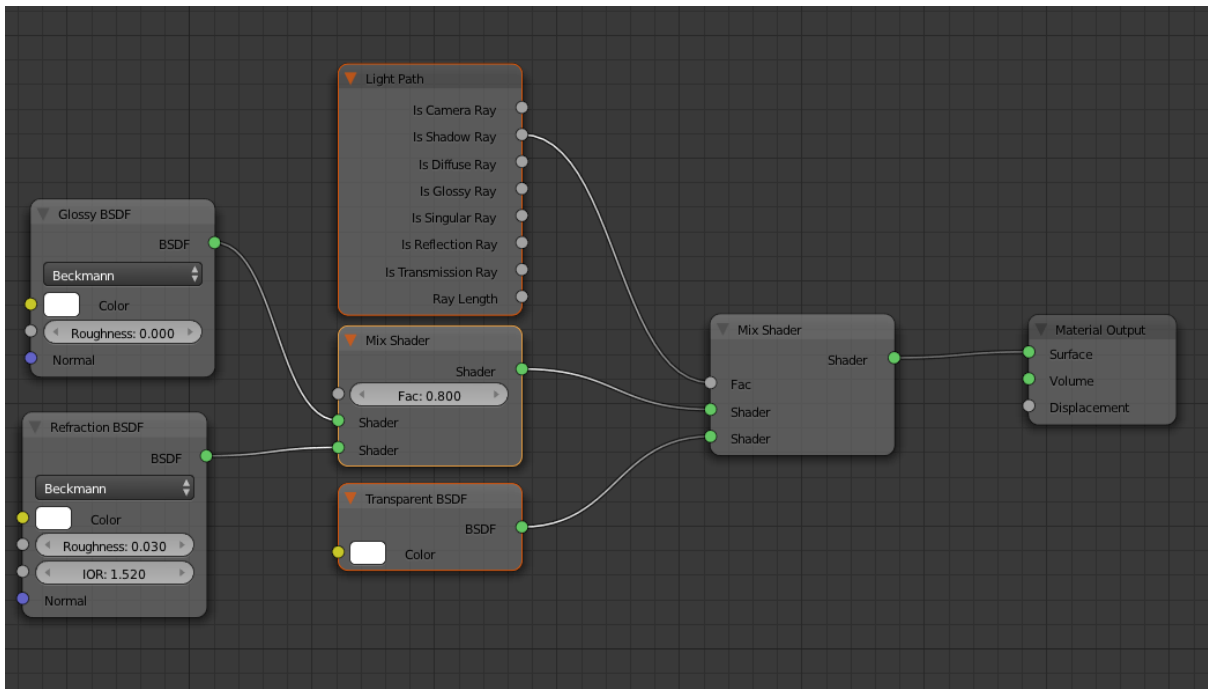 Light Path
Is Camera Ray
Is Shadow Ray
Is Diffuse Ray
Is Glossy Ray
Is Singular Ray
Is Reflection Ray
Is Transmission Ray
Ray Length
Glossy BSDF
BSDF
Beckmann
Color
Roughness: 0.000
Normal
Mix Shader
Shader
Fac: 0.800
Shader
Shader
Refraction BSDF
BSDF
Beckmann
Color
Roughness: 0.030
IOR: 1.520
Normal
Transparent BSDF
BSDF
Color
Mix Shader
Shader
Fac
Shader
Shader
Material Output
Surface
Volume
Displacement